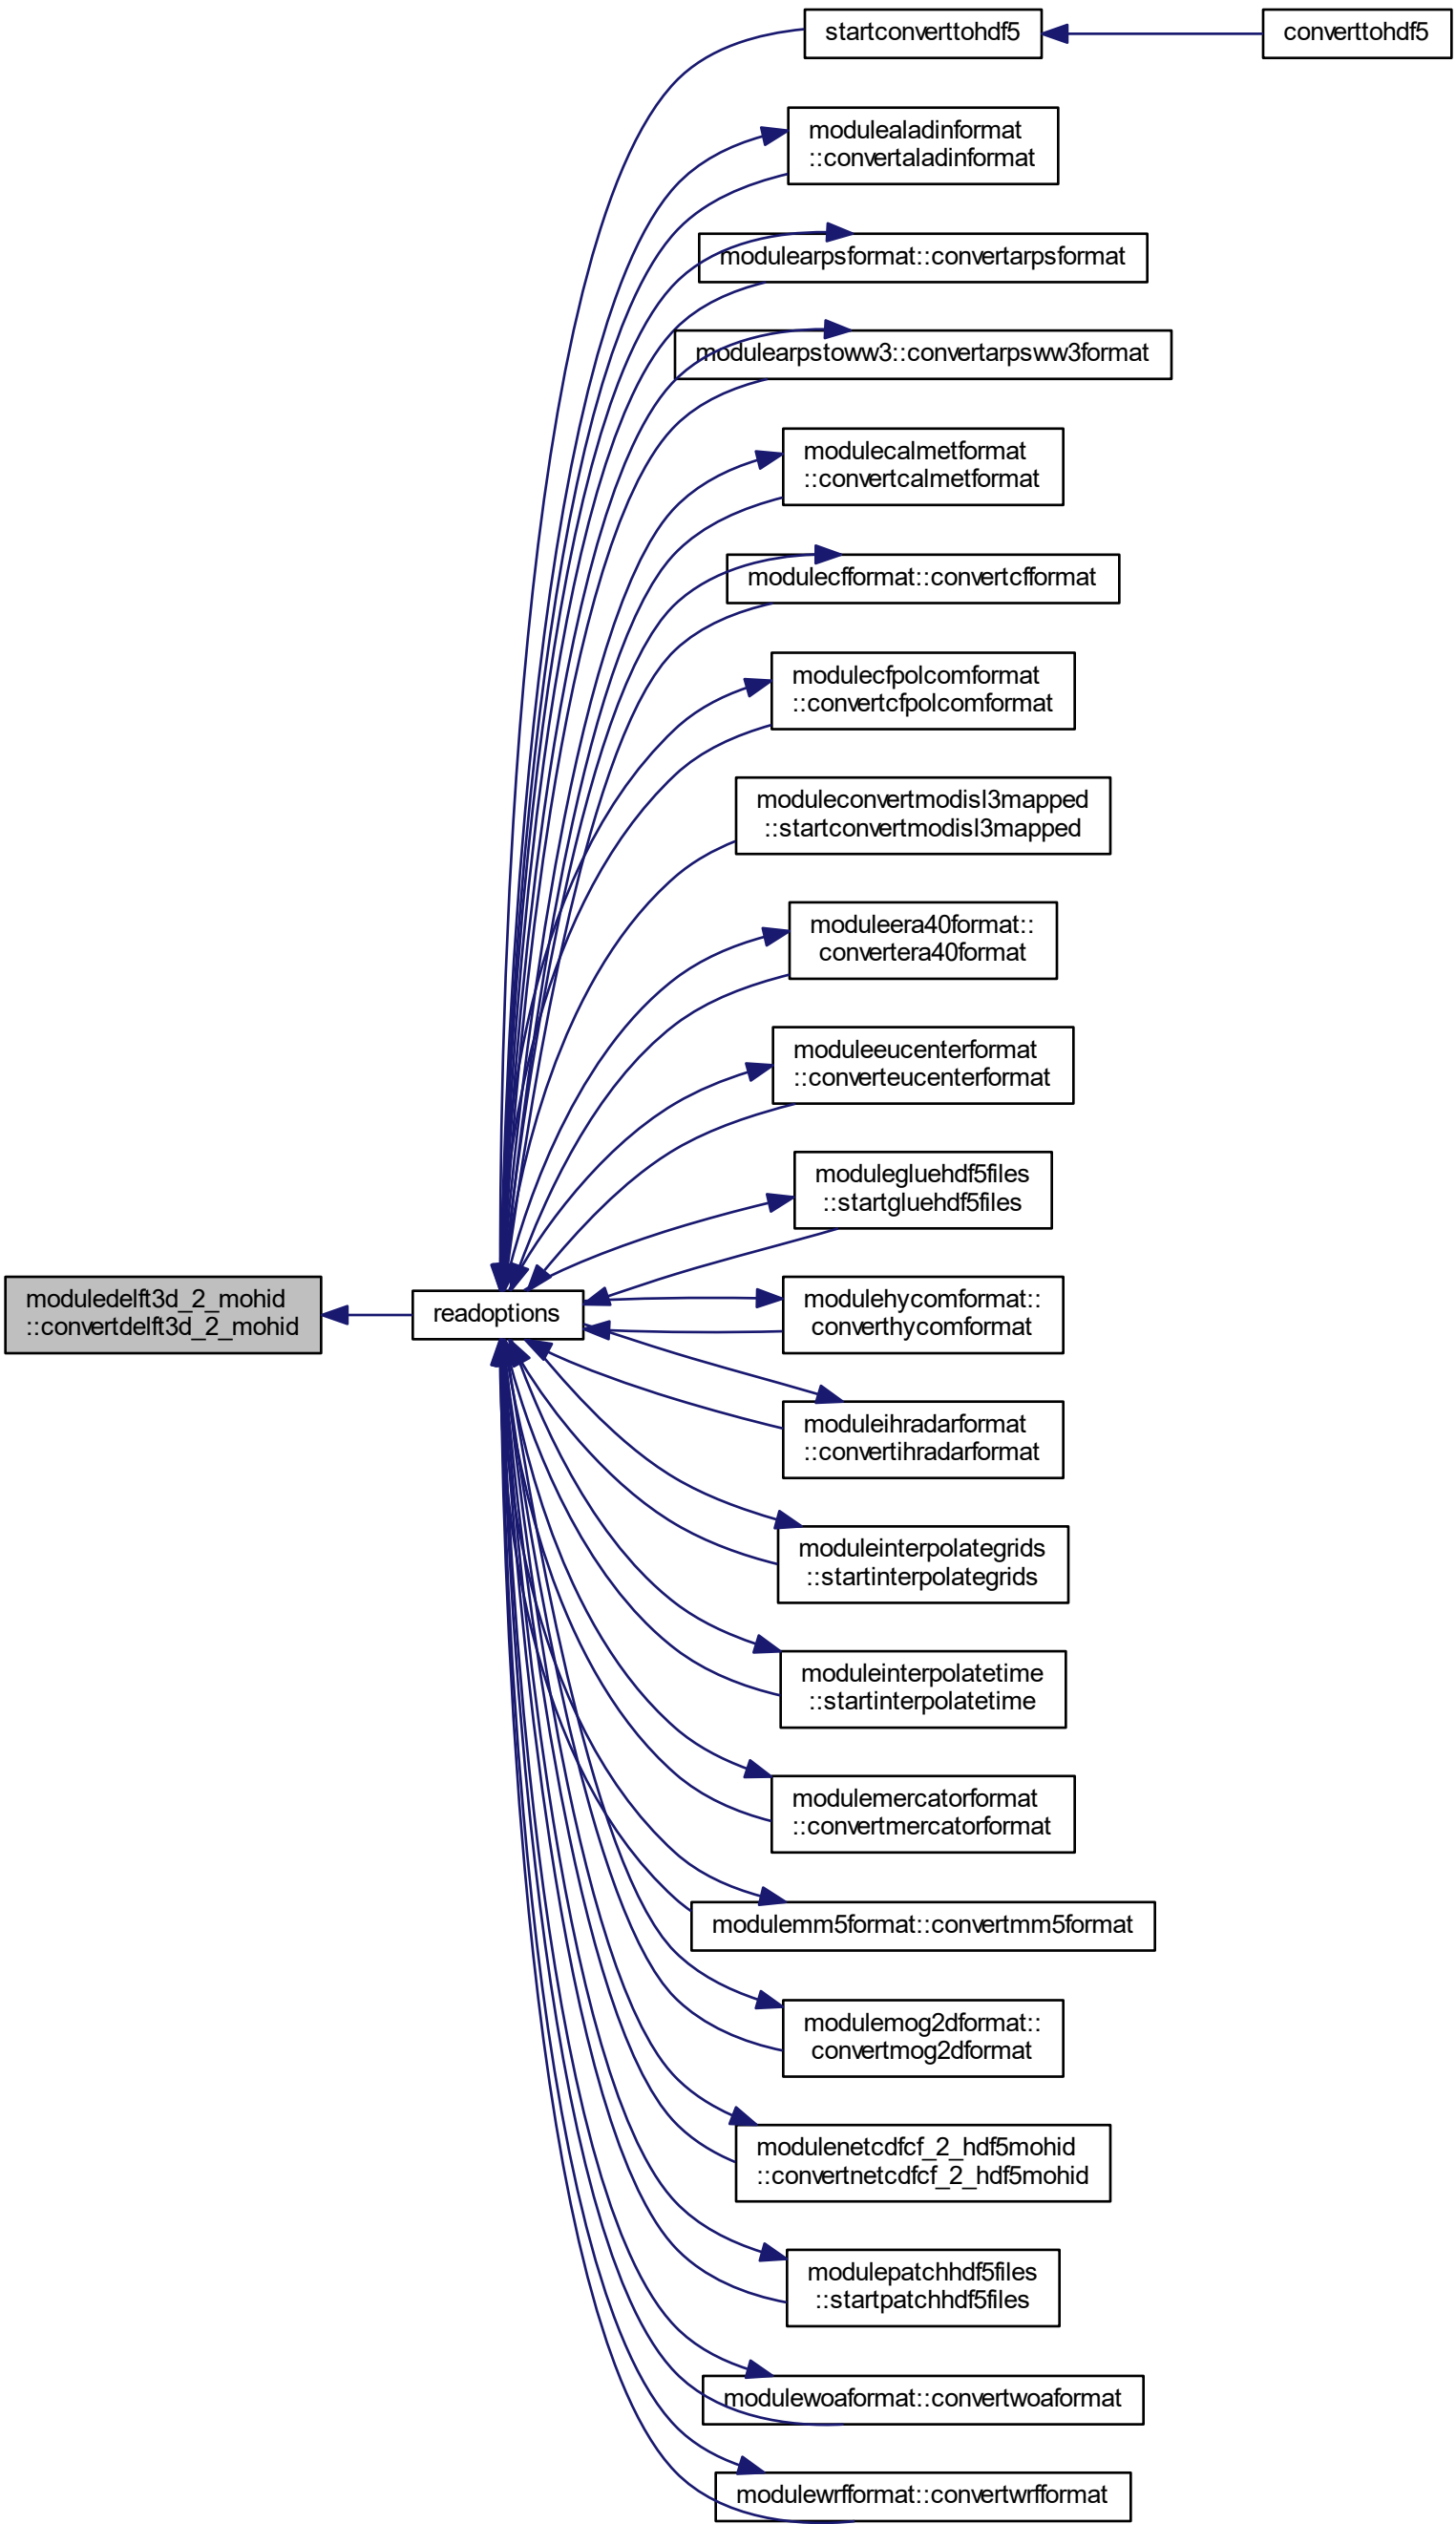 startconverttohdf5
converttohdf5
modulealadinformat
::convertaladinformat
modulearpsformat::convertarpsformat
modulearpstoww3::convertarpsww3format
modulecalmetformat
::convertcalmetformat
modulecfformat::convertcfformat
modulecfpolcomformat
::convertcfpolcomformat
moduleconvertmodisl3mapped
::startconvertmodisl3mapped
moduleera40format::
convertera40format
moduleeucenterformat
::converteucenterformat
modulegluehdf5files
::startgluehdf5files
moduledelft3d_2_mohid
::convertdelft3d_2_mohid
readoptions
modulehycomformat::
converthycomformat
moduleihradarformat
::convertihradarformat
moduleinterpolategrids
::startinterpolategrids
moduleinterpolatetime
::startinterpolatetime
modulemercatorformat
::convertmercatorformat
modulemm5format::convertmm5format
modulemog2dformat::
convertmog2dformat
modulenetcdfcf_2_hdf5mohid
::convertnetcdfcf_2_hdf5mohid
modulepatchhdf5files
::startpatchhdf5files
modulewoaformat::convertwoaformat
modulewrfformat::convertwrfformat